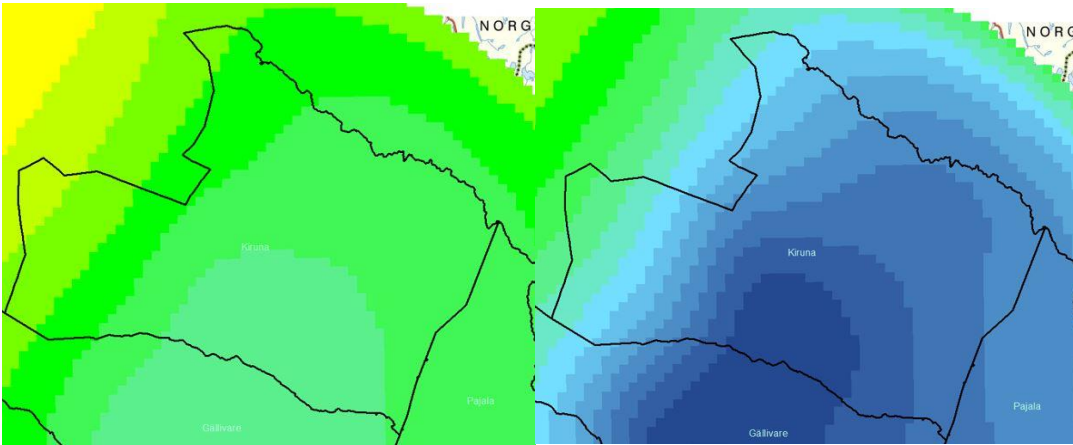 NORG
Kiruna
Pajala
Gällivare
NORG
Kiruna
Pajala
Gällivare